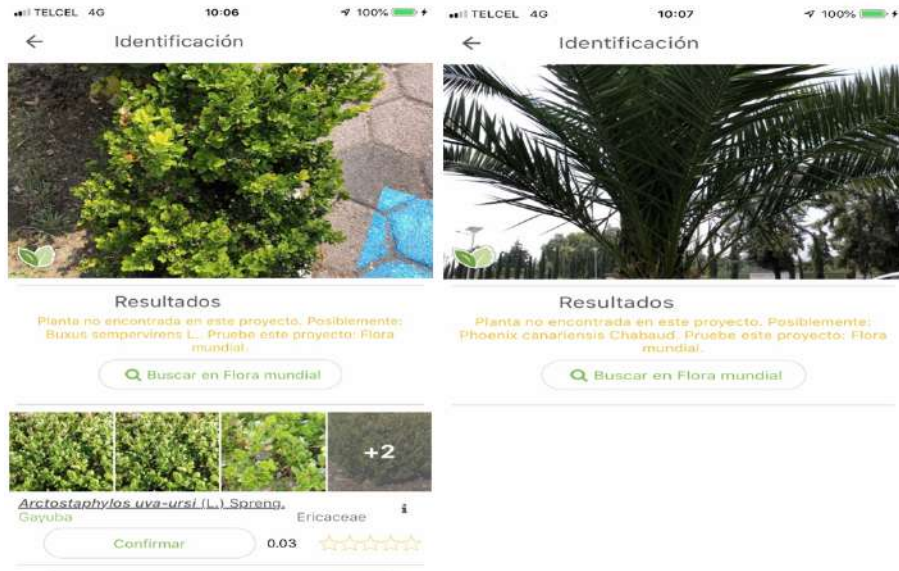 TELCEL 4G 10:06 100%
Identificación
Resultados
Planta no encontrada en este proyecto. Posiblemente:
Buxus sempervirens L.. Pruebe este proyecto: Flora
mundial.
Buscar en Flora mundial
+2
Arctostaphylos uva-ursi (L.) Spreng.
Gayuba Ericaceae i
Confirmar 0.03
TELCEL 4G 10:07 100%
Identificación
Resultados
Planta no encontrada en este proyecto. Posiblemente:
Phoenix canariensis Chabaud. Pruebe este proyecto: Flora
mundial.
Buscar en Flora mundial